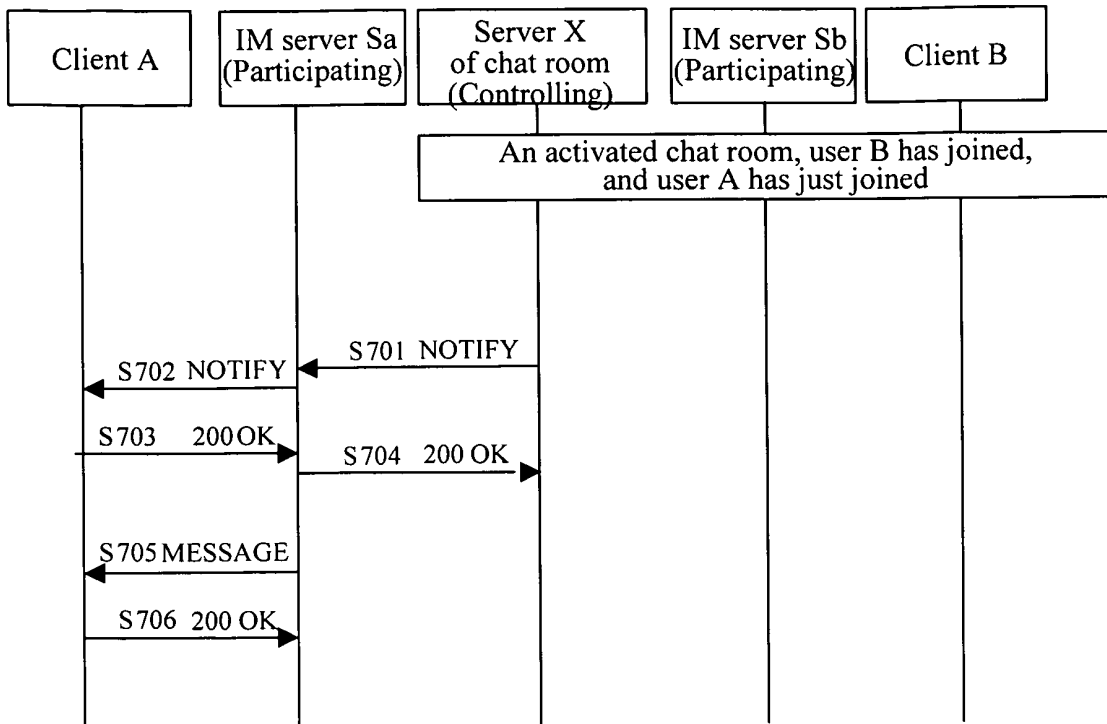 Client A
IM server Sa
(Participating)
Server X
of chat room
(Controlling)
IM server Sb
(Participating)
Client B
An activated chat room, user B has joined,
and user A has just joined
S701 NOTIFY
S702 NOTIFY
S703 200 OK
S704 200 OK
S705 MESSAGE
S706 200 OK